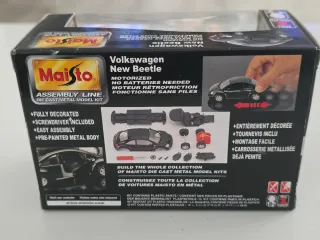 Maisto
ASSEMBLY LINE
DIE CAST METAL MODEL KIT
Volkswagen
New Beetle
MOTORIZED
NO BATTERIES NEEDED
MOTEUR RÉTROFRICTION
FONCTIONNE SANS PILES
• FULLY DECORATED
• SCREWDRIVER INCLUDED
• EASY ASSEMBLY
• PRE-PAINTED METAL BODY
• ENTIÈREMENT DÉCORÉE
• TOURNEVIS INCLU
• MONTAGE FACILE
• CARROSSERIE MÉTALLISÉE
DÉJÀ PEINTE
BUILD THE WHOLE COLLECTION
OF MAISTO DIE CAST METAL MODEL KITS
CONSTRUISEZ TOUTE LA COLLECTION
DE VOITURES MAISTO EN MÉTAL